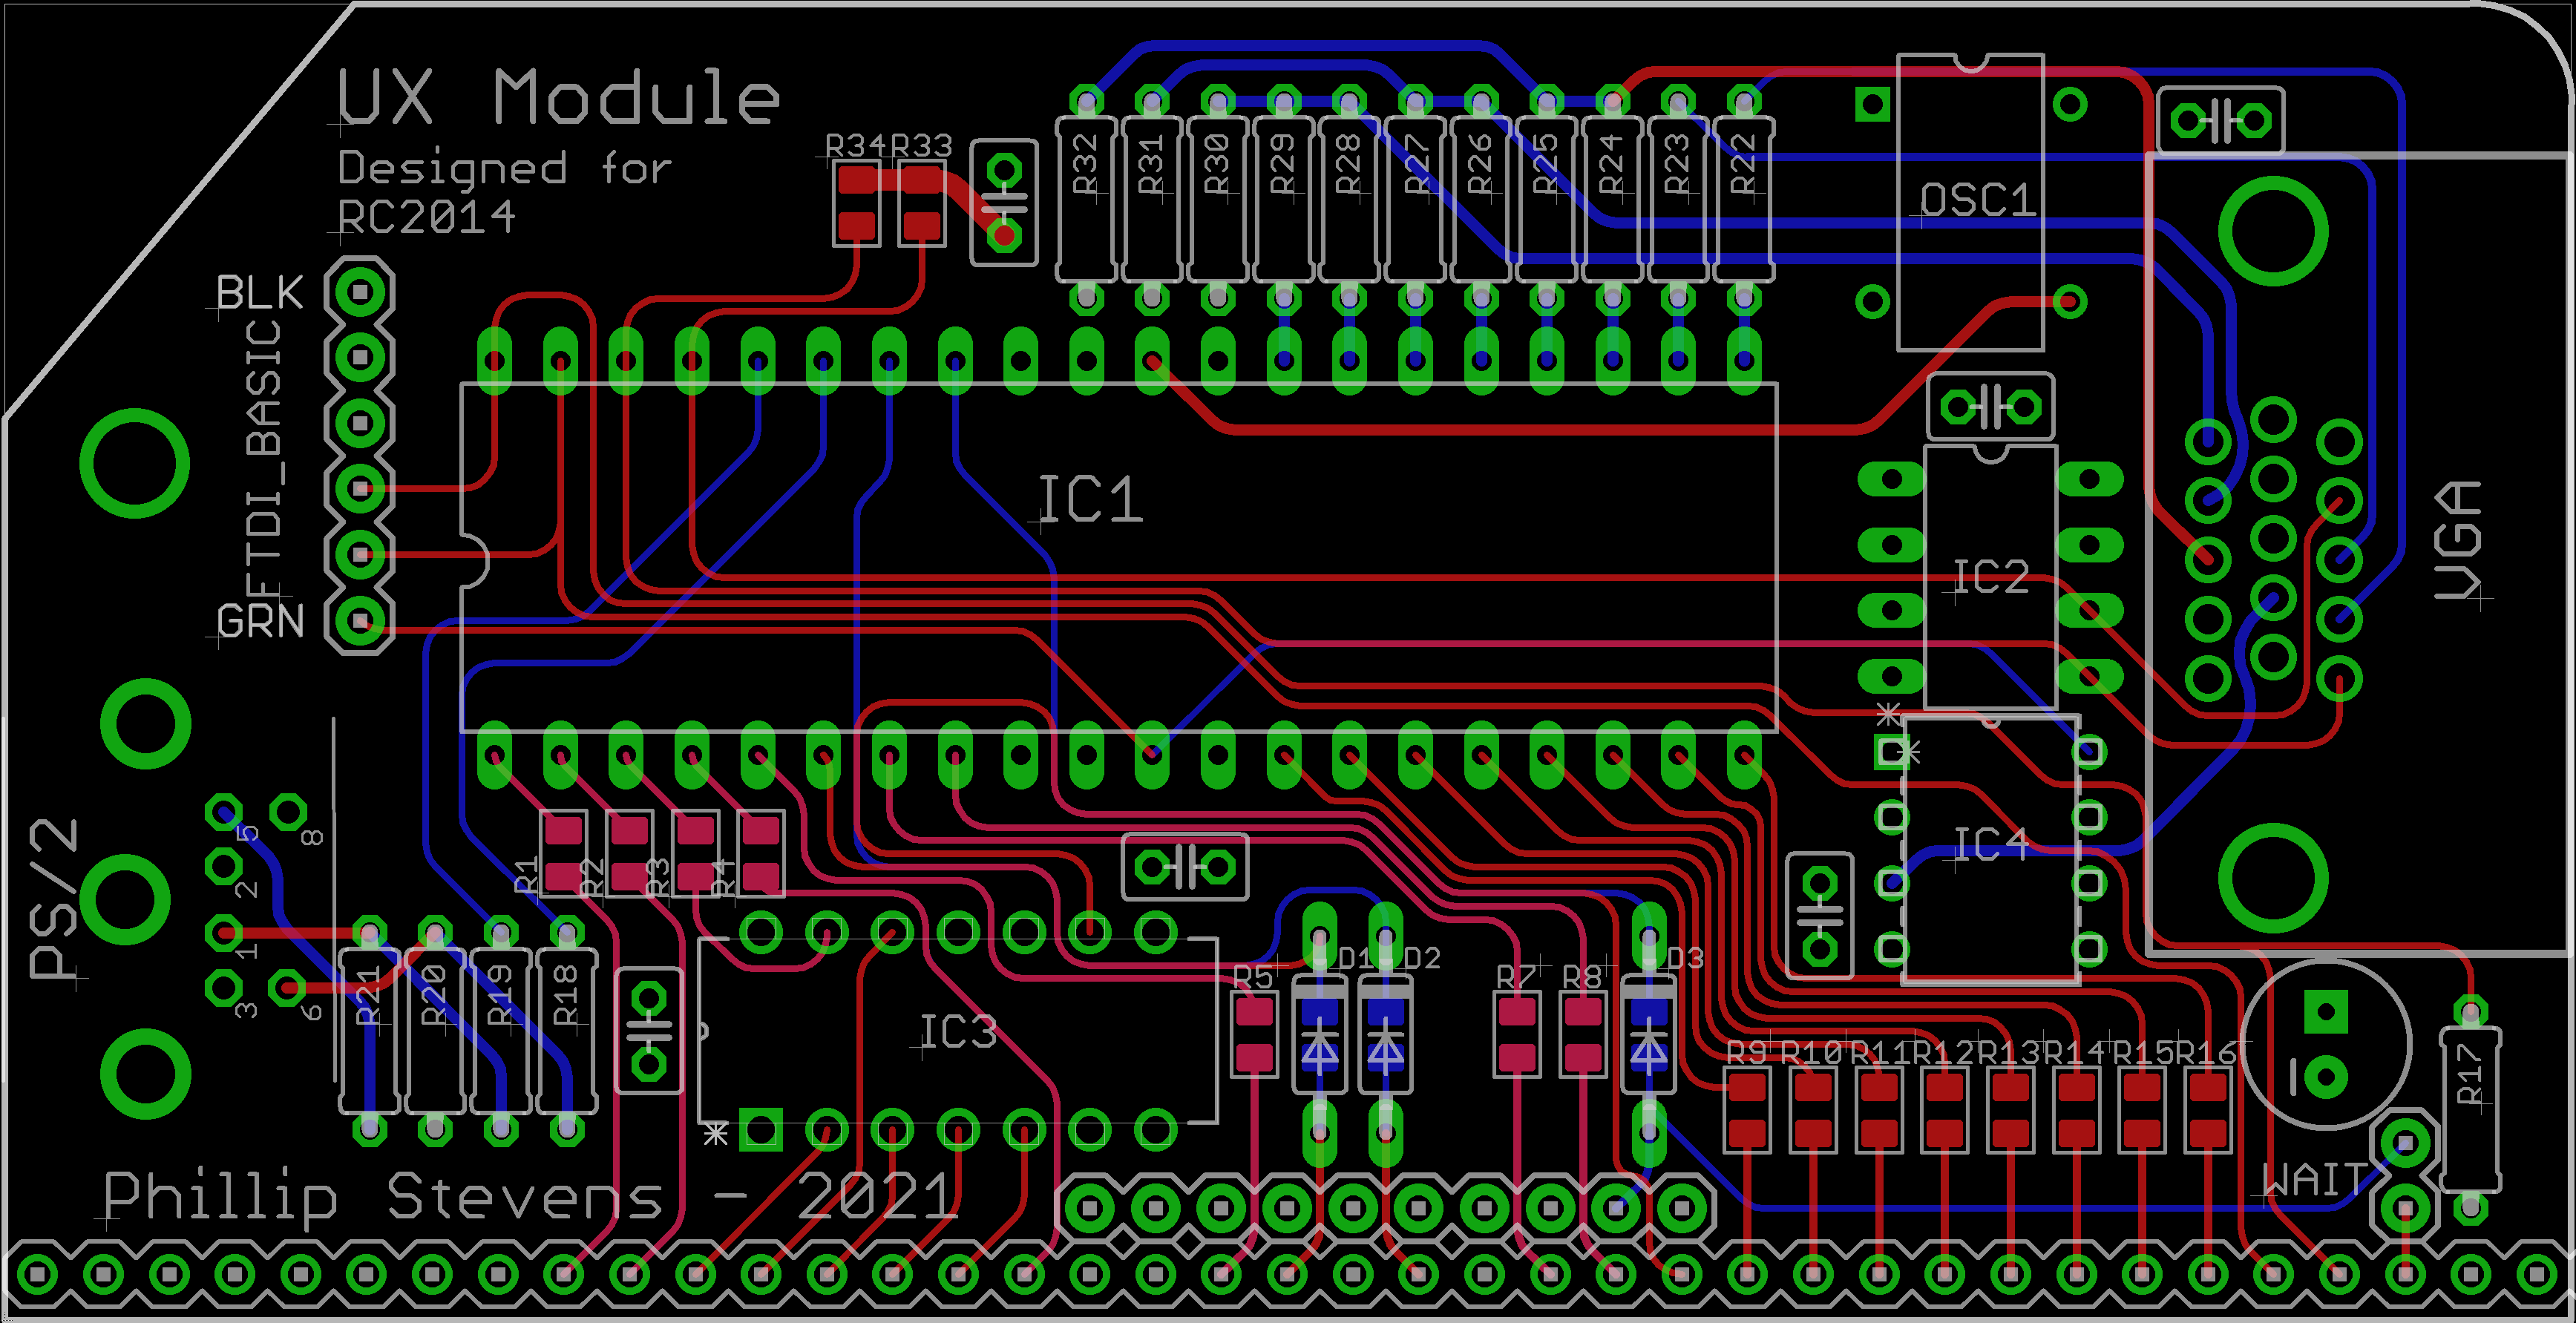 UX Module
Designed for
RC2014
R34
R33
R32
R31
R30
R29
R28
R27
R26
R25
R24
R23
R22
OSC1
BLK
FTDI_BASIC
GRN
IC1
IC2
VGA
IC4
PS/2
5
8
2
1
3
6
R1
R2
R3
R4
R21
R20
R19
R18
IC3
R5
D1
D2
R7
R8
D3
R9
R10
R11
R12
R13
R14
R15
R16
R17
WAIT
Phillip Stevens - 2021